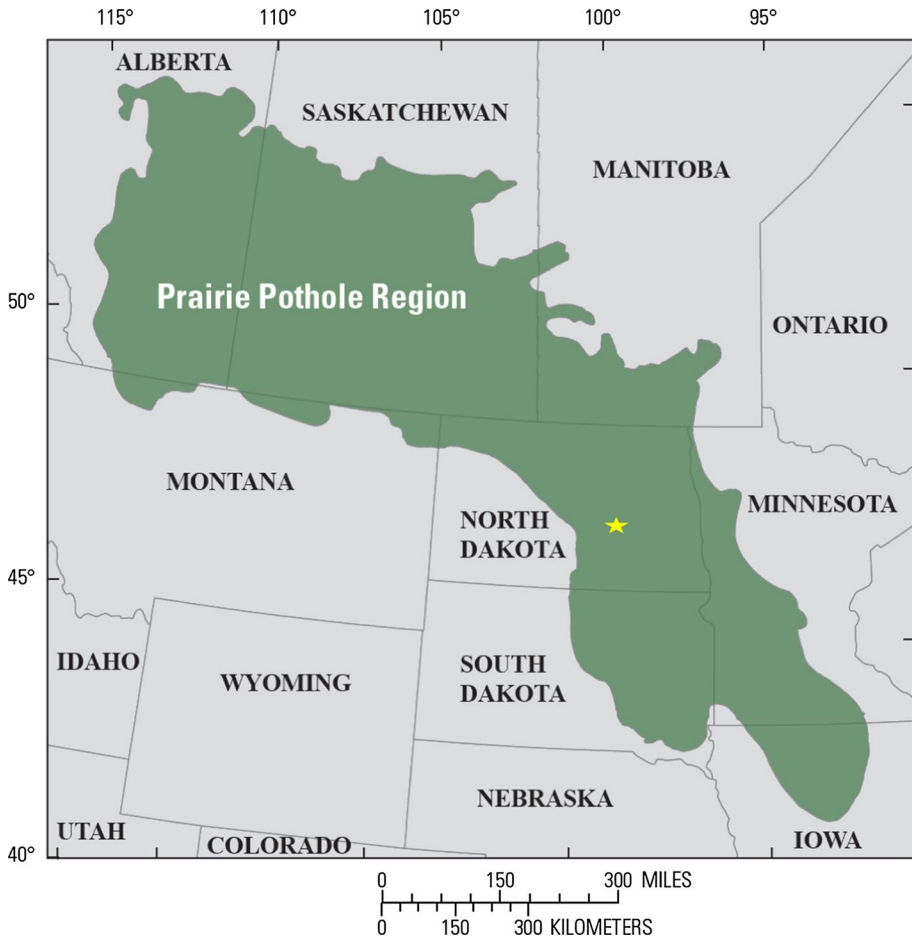 115°
110°
105°
100°
95°
ALBERTA
SASKATCHEWAN
MANITOBA
Prairie Pothole Region
50°
ONTARIO
MONTANA
MINNESOTA
NORTH
DAKOTA
45°
IDAHO
SOUTH
DAKOTA
WYOMING
NEBRASKA
UTAH
COLORADO
IOWA
40°
0 150 300 MILES
0 150 300 KILOMETERS